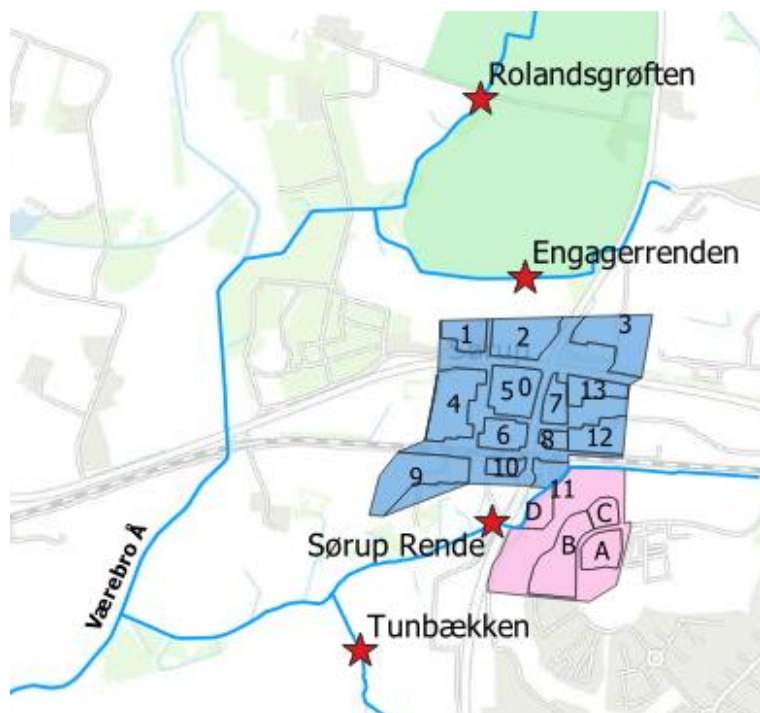 Rolandsgrøften
Engagerrenden
1
2
3
4
5
0
7
13
6
8
12
9
10
11
D
C
B
A
Sørup Rende
Værebro Å
Tunbækken